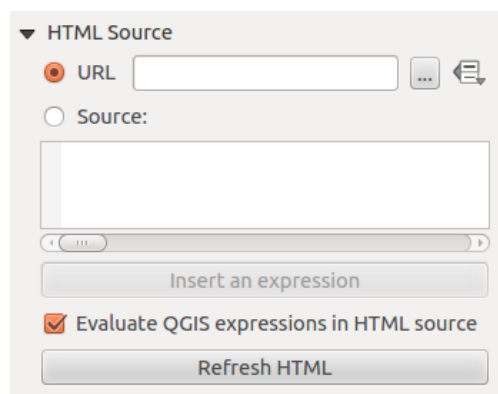 HTML Source
URL ...
Source:
Insert an expression
Evaluate QGIS expressions in HTML source
Refresh HTML